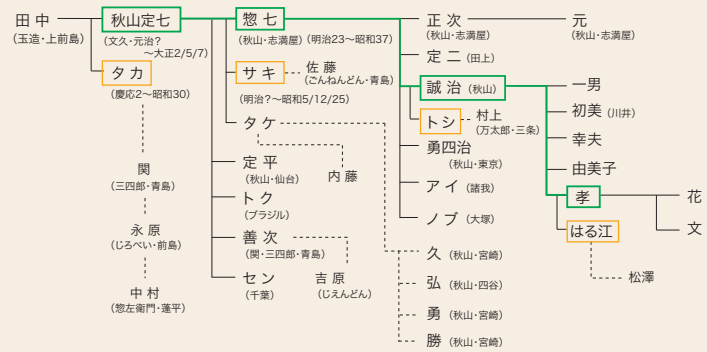 田中
（玉造・上前島）
秋山定七
（文久・元治？
～大正2/5/7）
タカ
（慶応2～昭和30）
関
（三四郎・青島）
永原
（じろべい・前島）
中村
（惣左衛門・蓮平）
惣七
（秋山・志満屋）（明治23～昭和37）
サキ
（明治？～昭和5/12/25）
佐藤
（ごんねんどん・青島）
タケ
内藤
定平
（秋山・仙台）
トク
（ブラジル）
善次
（関・三四郎・青島）
吉原
（じえんどん）
セン
（千葉）
正次
（秋山・志満屋）
元
（秋山・志満屋）
定二（田上）
誠治（秋山）
トシ
村上
（万太郎・三条）
勇四治
（秋山・東京）
アイ（諸我）
ノブ（大塚）
久（秋山・宮崎）
弘（秋山・四谷）
勇（秋山・宮崎）
勝（秋山・宮崎）
一男
初美（川井）
幸夫
由美子
孝
はる江
松澤
花
文